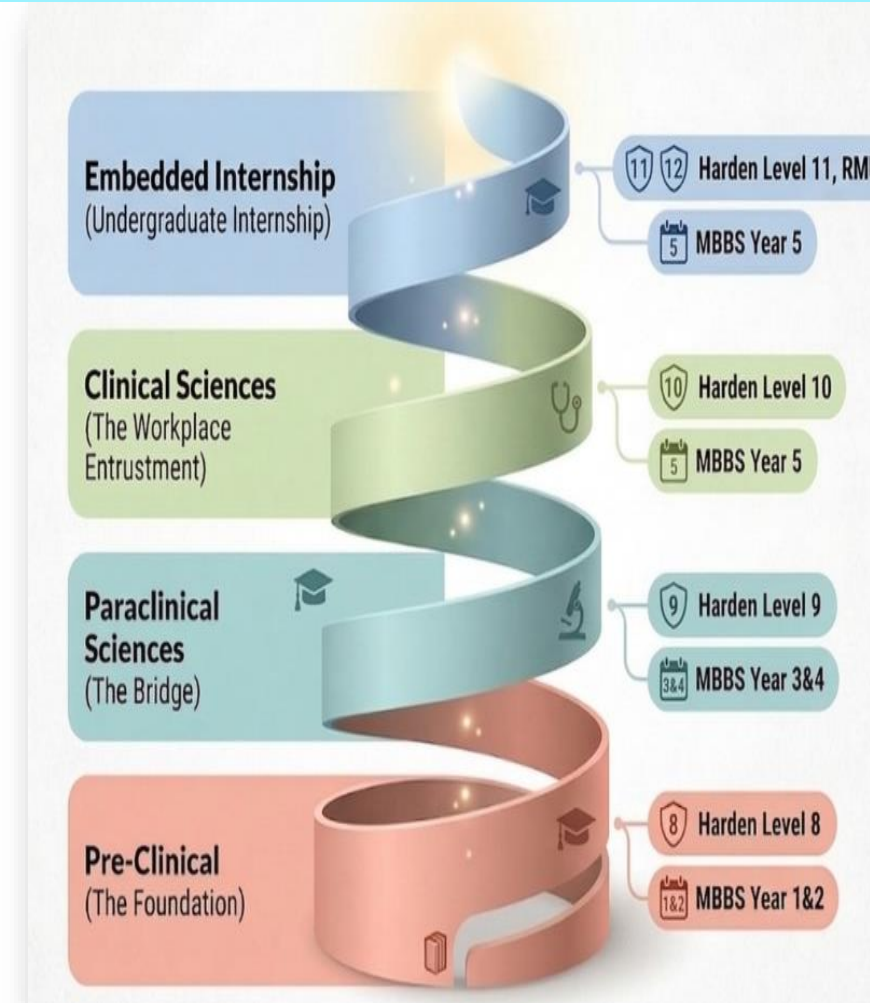 Embedded Internship
(Undergraduate Internship)
11 12 Harden Level 11, RM
5 MBBS Year 5
Clinical Sciences
(The Workplace
Entrustment)
10 Harden Level 10
5 MBBS Year 5
Paraclinical
Sciences
(The Bridge)
9 Harden Level 9
3&4 MBBS Year 3&4
Pre-Clinical
(The Foundation)
8 Harden Level 8
1&2 MBBS Year 1&2